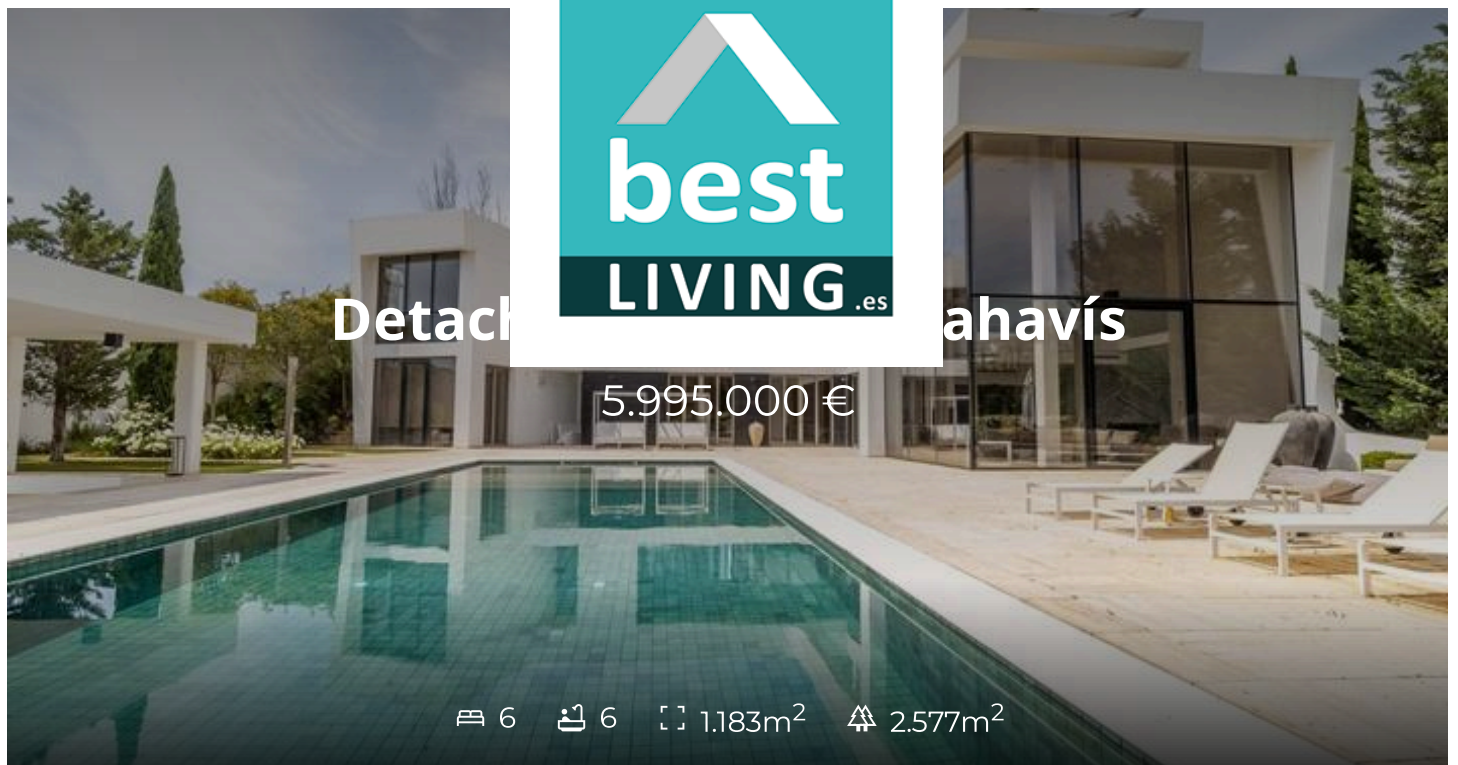 best
LIVING.es
Detach ahavís
5.995.000 €
6 6 1.183m² 2.577m²